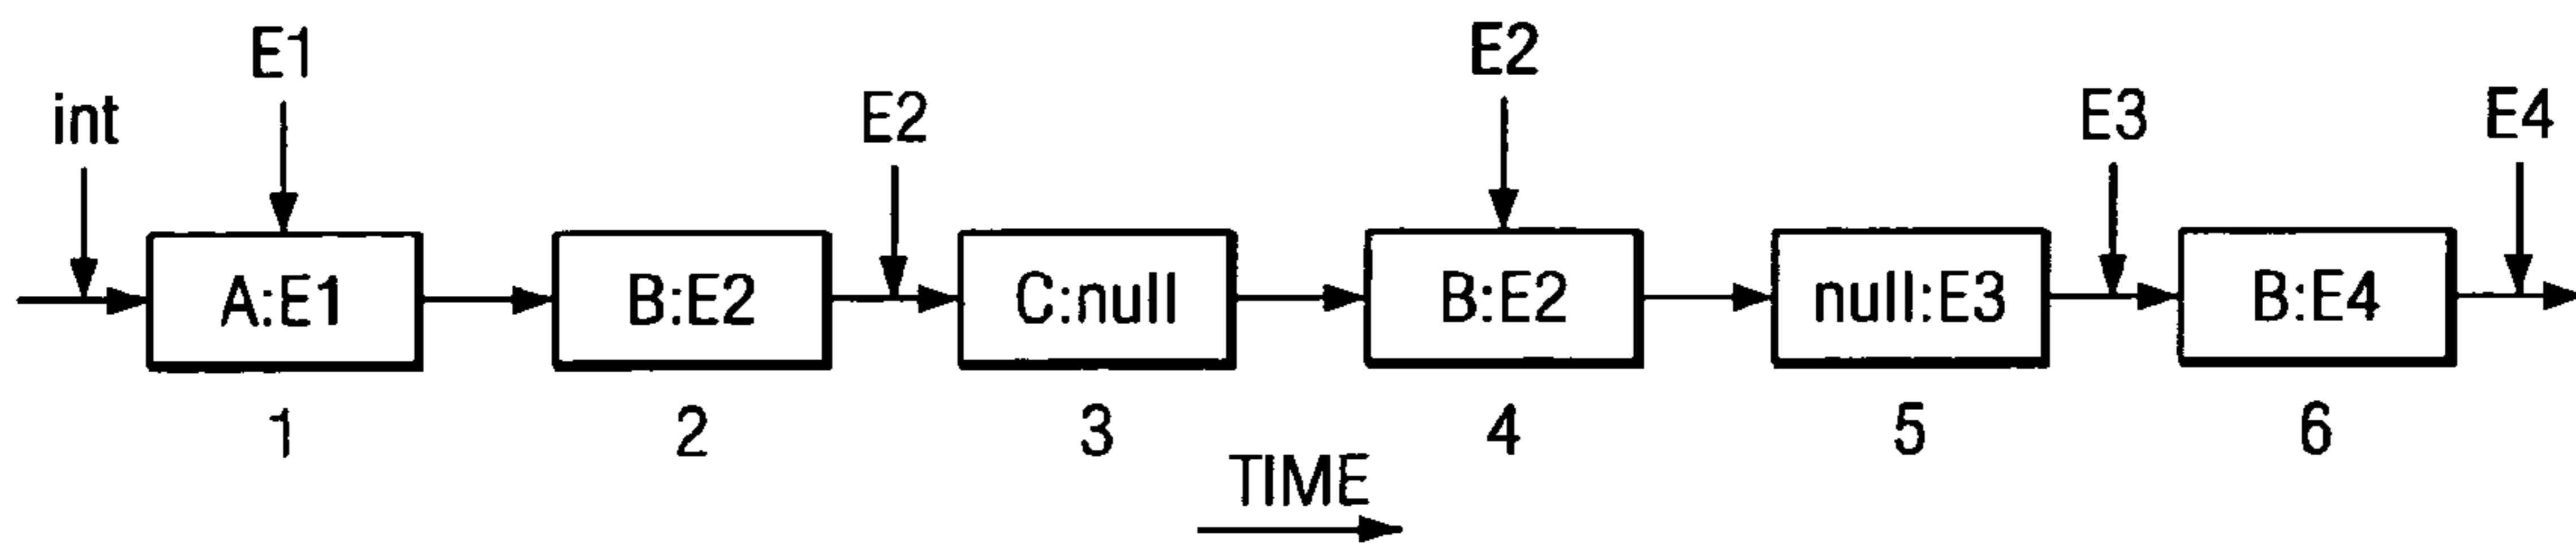 E1 E2
int E2 E3 E4
A:E1 B:E2 C:null B:E2 null:E3 B:E4
1 2 3 4 5 6
TIME